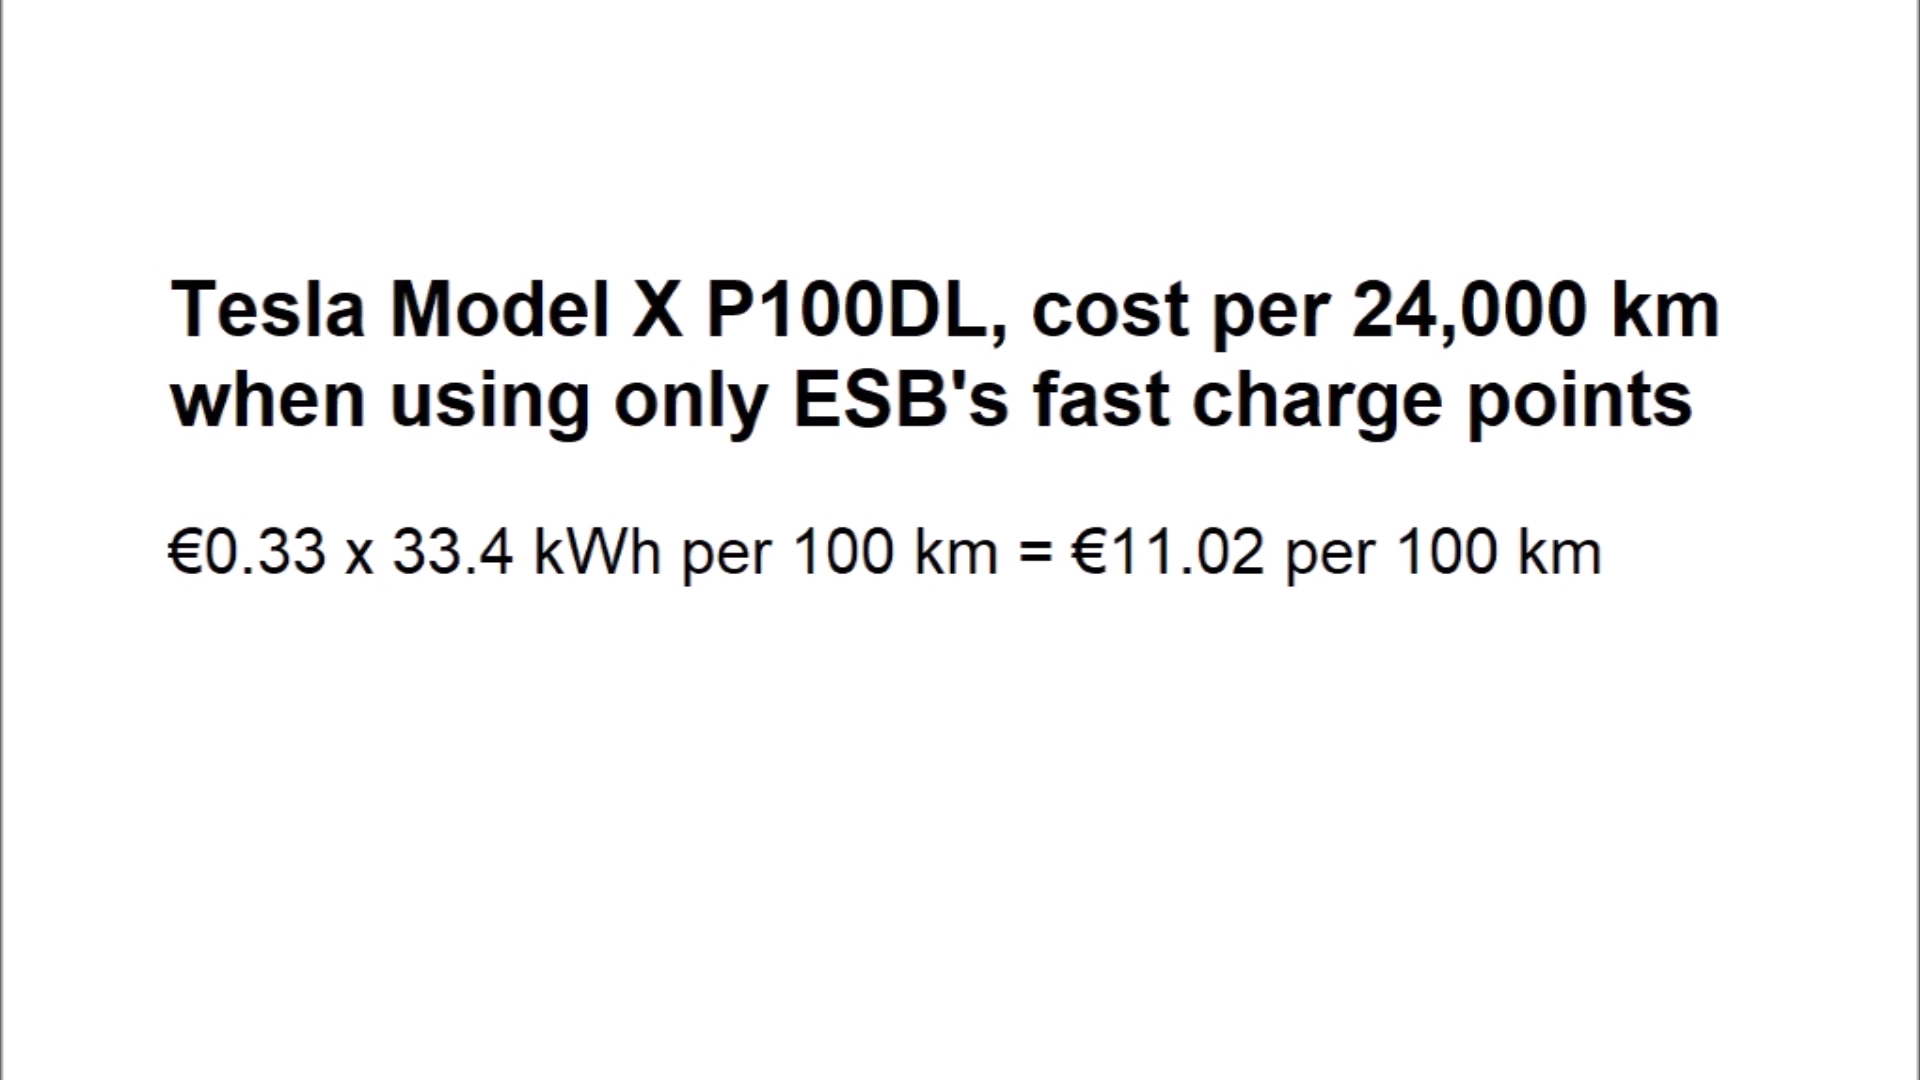 Tesla Model X P100DL, cost per 24,000 km
when using only ESB's fast charge points
€0.33 x 33.4 kWh per 100 km = €11.02 per 100 km